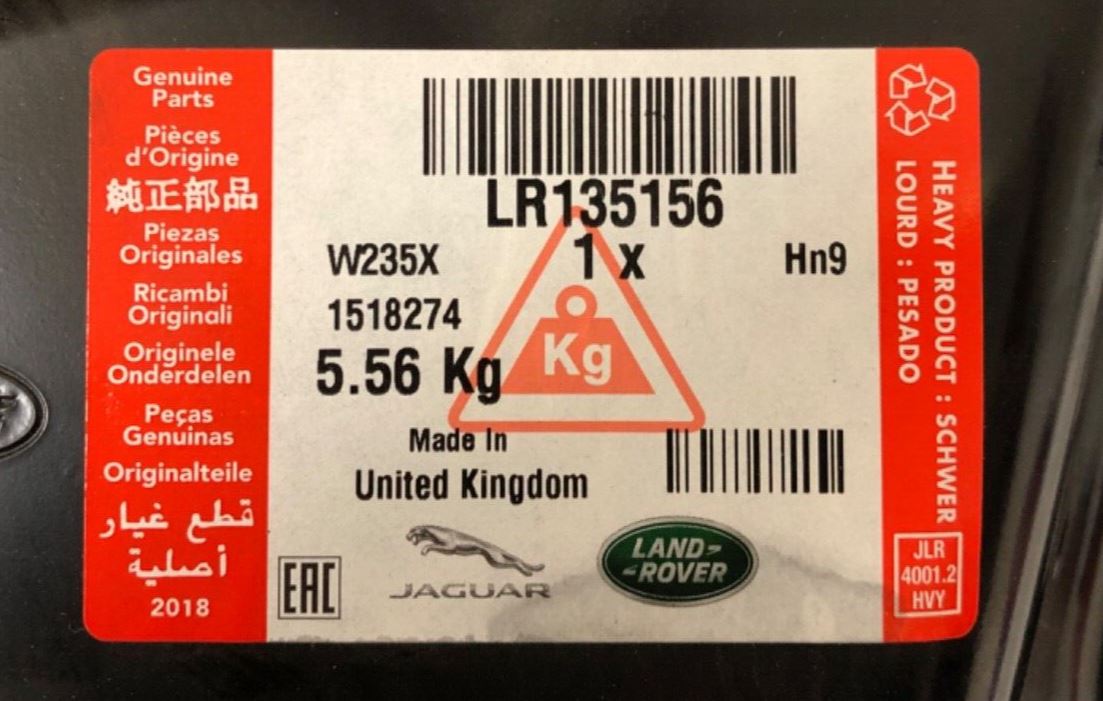 Genuine
Parts
Pièces
d'Origine
純正部品
Piezas
Originales
Ricambi
Originali
Originele
Onderdelen
Peças
Genuinas
Originalteile
قطع غيار
أصلية
2018
LR135156
W235X 1 x Hn9
1518274
5.56 Kg
Kg
Made In
United Kingdom
EAC
JAGUAR
LAND-
-ROVER
HEAVY PRODUCT : SCHWER
LOURD : PESADO
JLR
4001.2
HVY